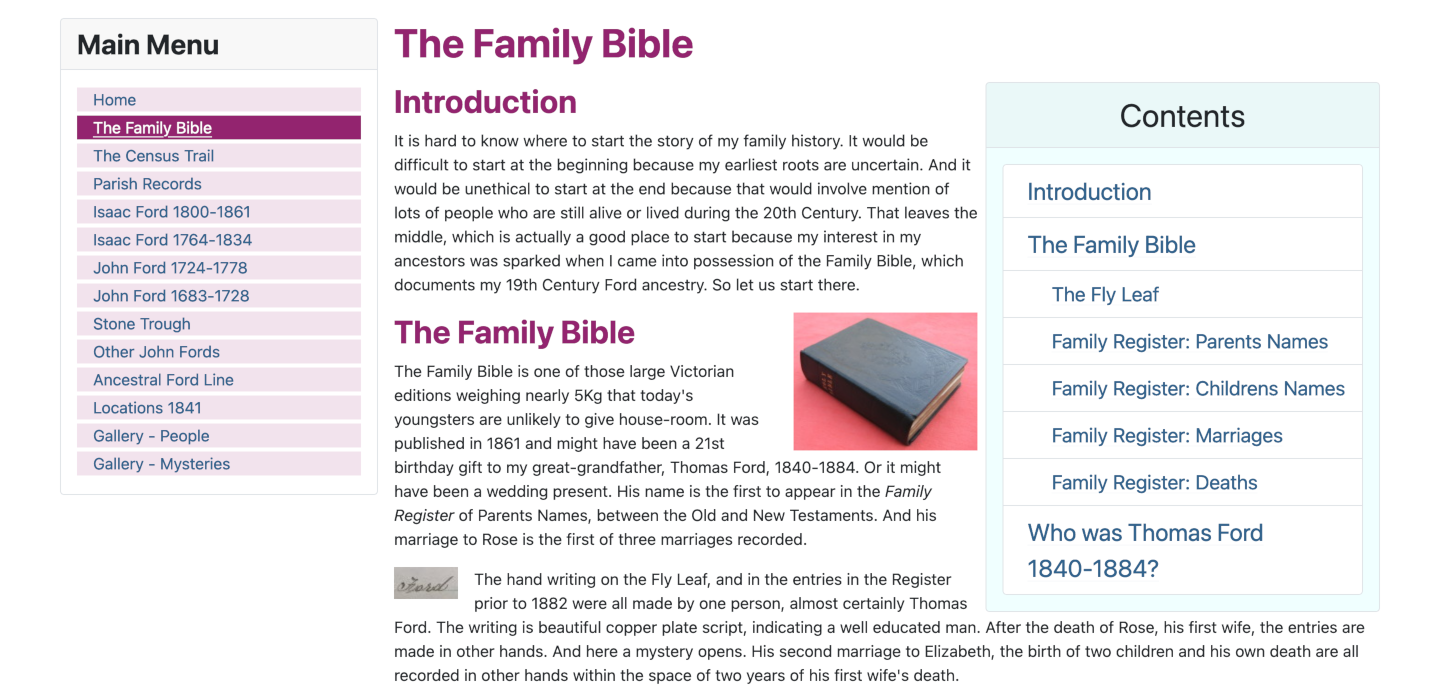 Main Menu
Home
The Family Bible
The Census Trail
Parish Records
Isaac Ford 1800-1861
Isaac Ford 1764-1834
John Ford 1724-1778
John Ford 1683-1728
Stone Trough
Other John Fords
Ancestral Ford Line
Locations 1841
Gallery - People
Gallery - Mysteries
The Family Bible
Introduction
It is hard to know where to start the story of my family history. It would be
difficult to start at the beginning because my earliest roots are uncertain. And it
would be unethical to start at the end because that would involve mention of
lots of people who are still alive or lived during the 20th Century. That leaves the
middle, which is actually a good place to start because my interest in my
ancestors was sparked when I came into possession of the Family Bible, which
documents my 19th Century Ford ancestry. So let us start there.
The Family Bible
The Family Bible is one of those large Victorian
editions weighing nearly 5Kg that today's
youngsters are unlikely to give house-room. It was
published in 1861 and might have been a 21st
birthday gift to my great-grandfather, Thomas Ford, 1840-1884. Or it might
have been a wedding present. His name is the first to appear in the Family
Register of Parents Names, between the Old and New Testaments. And his
marriage to Rose is the first of three marriages recorded.
HOLY
BIBLE
Ford
The hand writing on the Fly Leaf, and in the entries in the Register
prior to 1882 were all made by one person, almost certainly Thomas
Ford. The writing is beautiful copper plate script, indicating a well educated man. After the death of Rose, his first wife, the entries are
made in other hands. And here a mystery opens. His second marriage to Elizabeth, the birth of two children and his own death are all
recorded in other hands within the space of two years of his first wife's death.
Contents
Introduction
The Family Bible
The Fly Leaf
Family Register: Parents Names
Family Register: Childrens Names
Family Register: Marriages
Family Register: Deaths
Who was Thomas Ford
1840-1884?